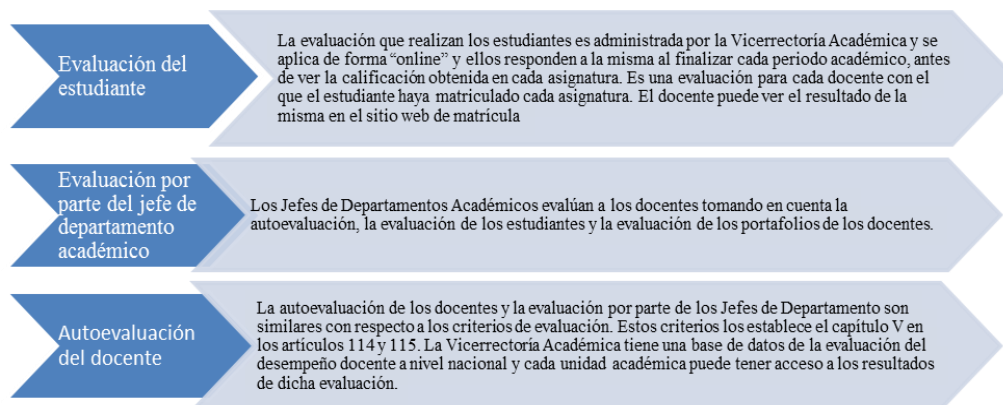 Evaluación del
estudiante
La evaluación que realizan los estudiantes es administrada por la Vicerrectoría Académica y se
aplica de forma “online” y ellos responden a la misma al finalizar cada periodo académico, antes
de ver la calificación obtenida en cada asignatura. Es una evaluación para cada docente con el
que el estudiante haya matriculado cada asignatura. El docente puede ver el resultado de la
misma en el sitio web de matrícula
Evaluación por
parte del jefe de
departamento
académico
Los Jefes de Departamentos Académicos evalúan a los docentes tomando en cuenta la
autoevaluación, la evaluación de los estudiantes y la evaluación de los portafolios de los docentes.
Autoevaluación
del docente
La autoevaluación de los docentes y la evaluación por parte de los Jefes de Departamento son
similares con respecto a los criterios de evaluación. Estos criterios los establece el capítulo V en
los artículos 114 y 115. La Vicerrectoría Académica tiene una base de datos de la evaluación del
desempeño docente a nivel nacional y cada unidad académica puede tener acceso a los resultados
de dicha evaluación.